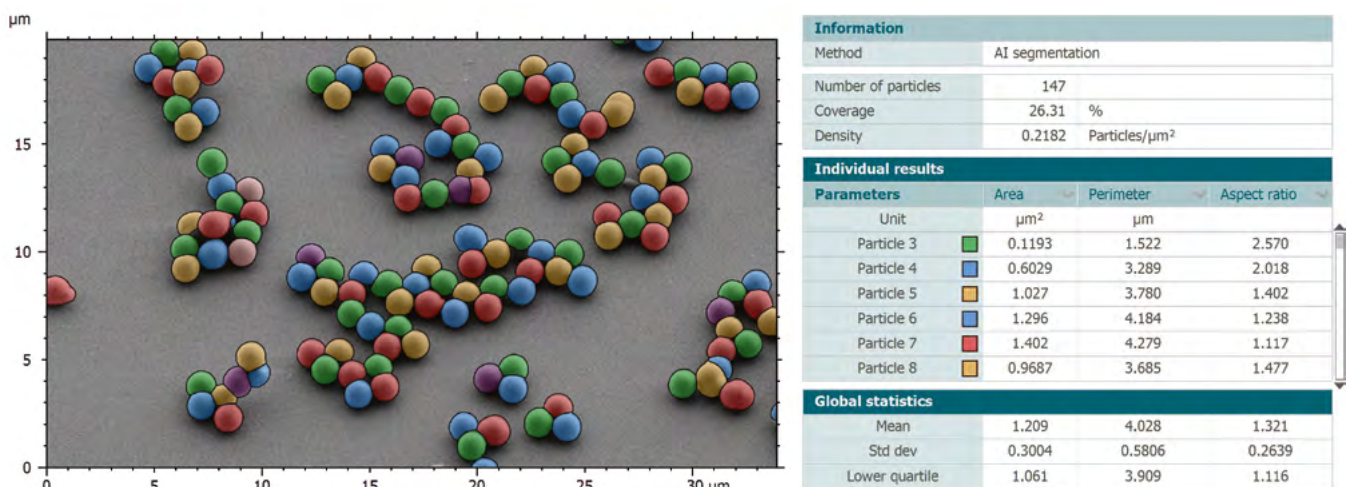 µm
15
10
5
0
0 5 10 15 20 25 30 µm
Information
Method AI segmentation
Number of particles 147
Coverage 26.31 %
Density 0.2182 Particles/µm²
Individual results
Parameters Area Perimeter Aspect ratio
Unit µm² µm
Particle 3 0.1193 1.522 2.570
Particle 4 0.6029 3.289 2.018
Particle 5 1.027 3.780 1.402
Particle 6 1.296 4.184 1.238
Particle 7 1.402 4.279 1.117
Particle 8 0.9687 3.685 1.477
Global statistics
Mean 1.209 4.028 1.321
Std dev 0.3004 0.5806 0.2639
Lower quartile 1.061 3.909 1.116